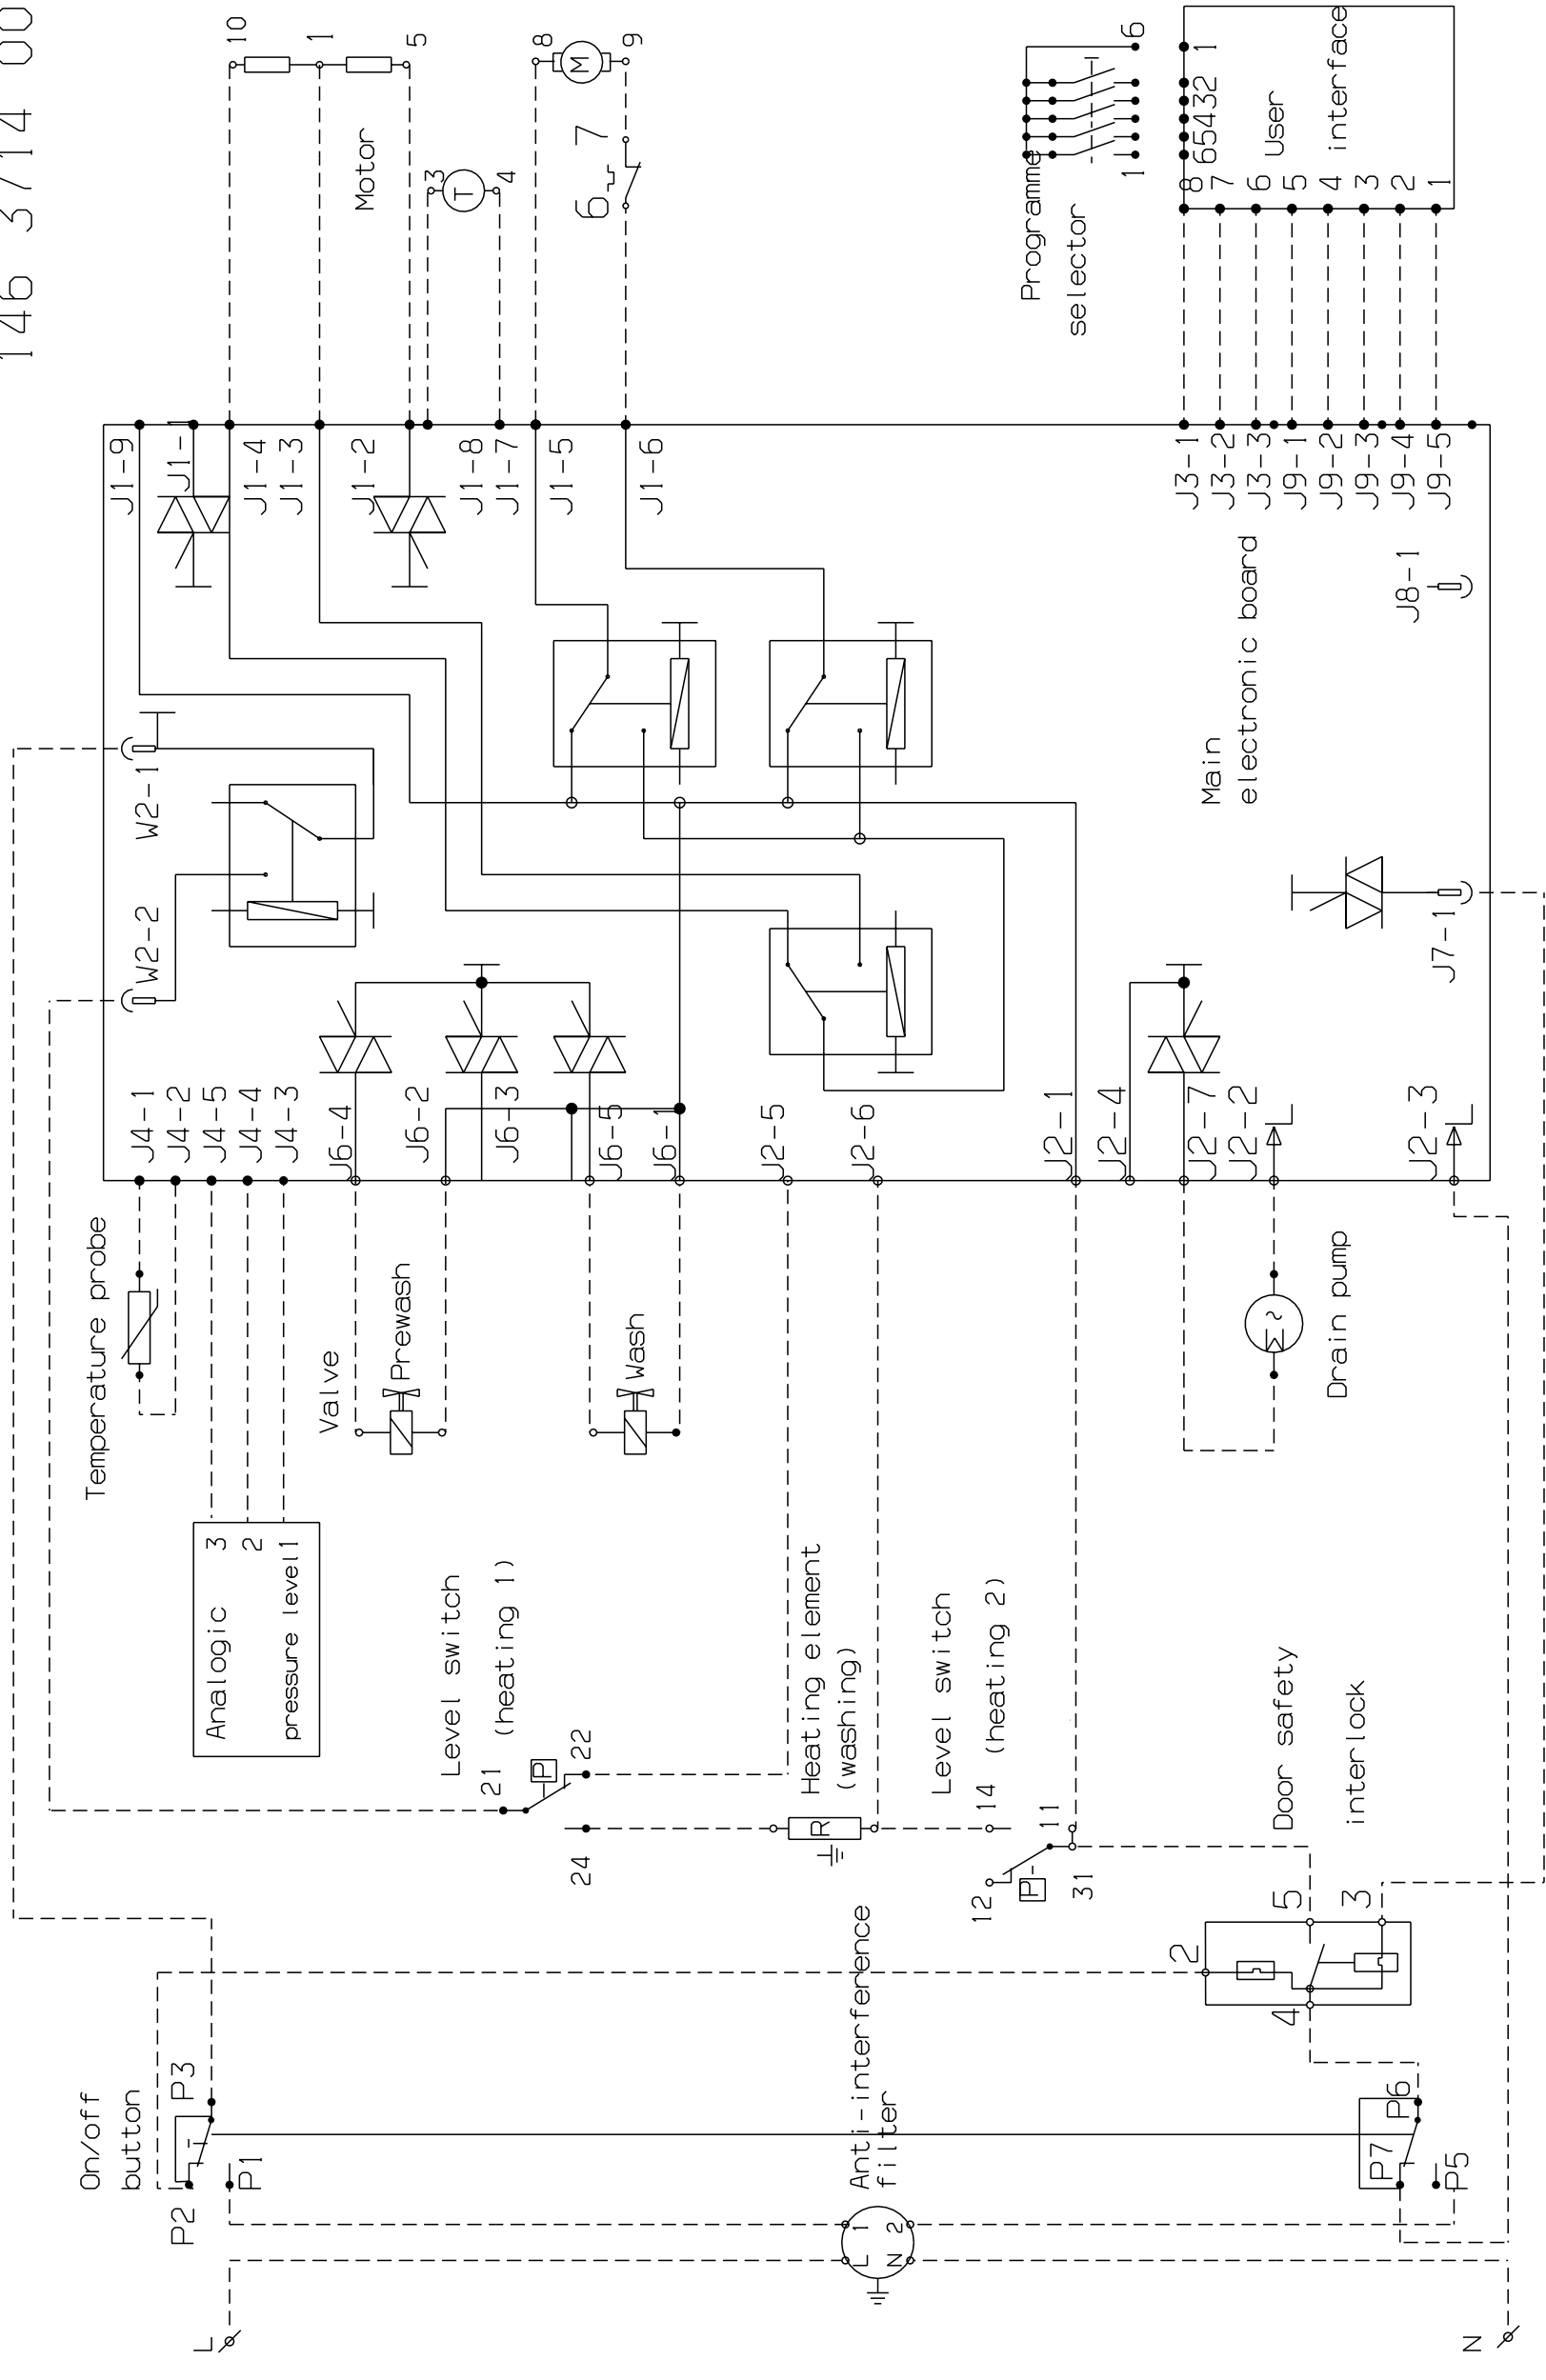 146 3714 00
10
1
5
Motor
3
T
4
8
M
9
6
7
Programme
selector
1
6
1
65432
User
interface
8
7
6
5
4
3
2
1
J1-9
J1-1
J1-4
J1-3
J1-2
J1-8
J1-7
J1-5
J1-6
J3-1
J3-2
J3-3
J9-1
J9-2
J9-3
J9-4
J9-5
Main
electronic board
J8-1
J7-1
W2-1
W2-2
J4-1
J4-2
J4-5
J4-4
J4-3
J6-4
J6-2
J6-3
J6-5
J6-1
J2-5
J2-6
J2-1
J2-4
J2-7
J2-2
J2-3
Temperature probe
Valve
Prewash
Wash
M
~
Drain pump
Analogic
pressure level
3
2
1
Level switch
(heating 1)
21
P
22
24
Heating element
(washing)
R
Level switch
(heating 2)
14
11
12
P
31
Door safety
interlock
5
3
2
4
On/off
button
P3
P2
P1
Anti-interference
filter
L 1
N 2
P6
P7
P5
L
N